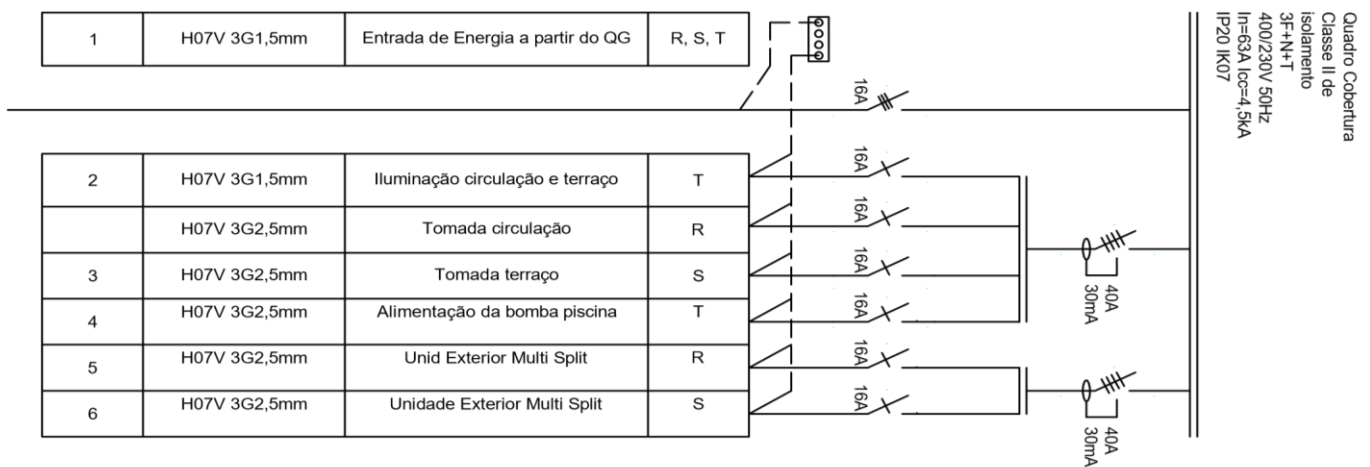 1 H07V 3G1,5mm Entrada de Energia a partir do QG R, S, T
16A
2 H07V 3G1,5mm Iluminação circulação e terraço T
16A
H07V 3G2,5mm Tomada circulação R
16A
3 H07V 3G2,5mm Tomada terraço S
16A
4 H07V 3G2,5mm Alimentação da bomba piscina T
16A
5 H07V 3G2,5mm Unid Exterior Multi Split R
16A
6 H07V 3G2,5mm Unidade Exterior Multi Split S
16A
40A
30mA
40A
30mA
Quadro Cobertura
Classe II de
isolamento
3F+N+T
400/230V 50Hz
In=63A Icc=4,5kA
IP20 IK07